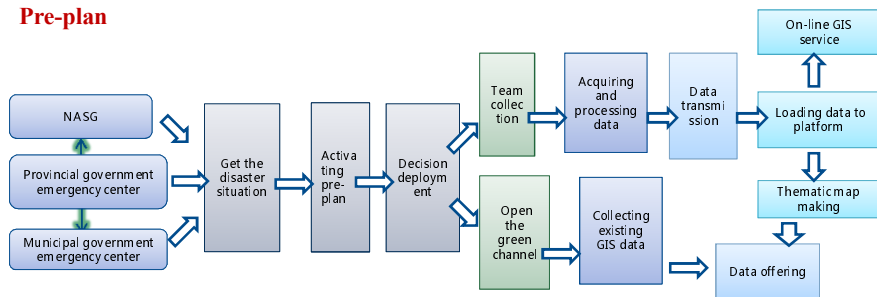 Pre-plan
NASG
Provincial government
emergency center
Municipal government
emergency center
Get the
disaster
situation
Activa
ting
pre-
plan
Decision
deploym
ent
Team
collec
tion
Acquiring
and
processing
data
Data
transmi
ssion
On-line GIS
service
Loading data to
platform
Thematic map
making
Open
the
green
channel
Collecting
existing
GIS data
Data offering